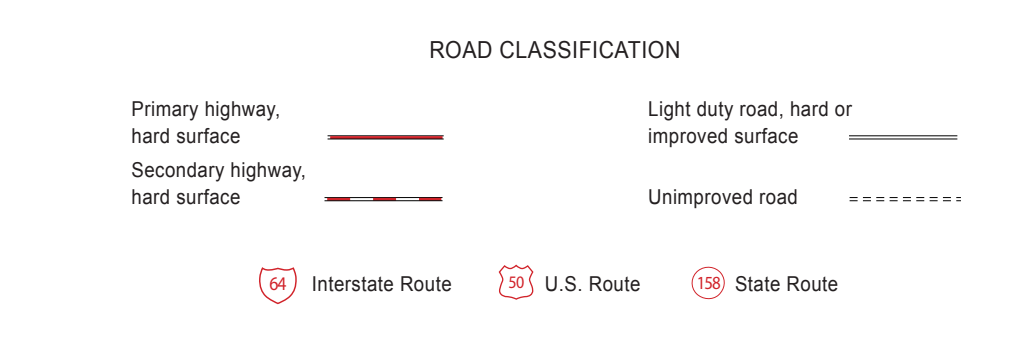 ROAD CLASSIFICATION
Primary highway,
hard surface
Secondary highway,
hard surface
Light duty road, hard or
improved surface
Unimproved road
64 Interstate Route
50 U.S. Route
158 State Route